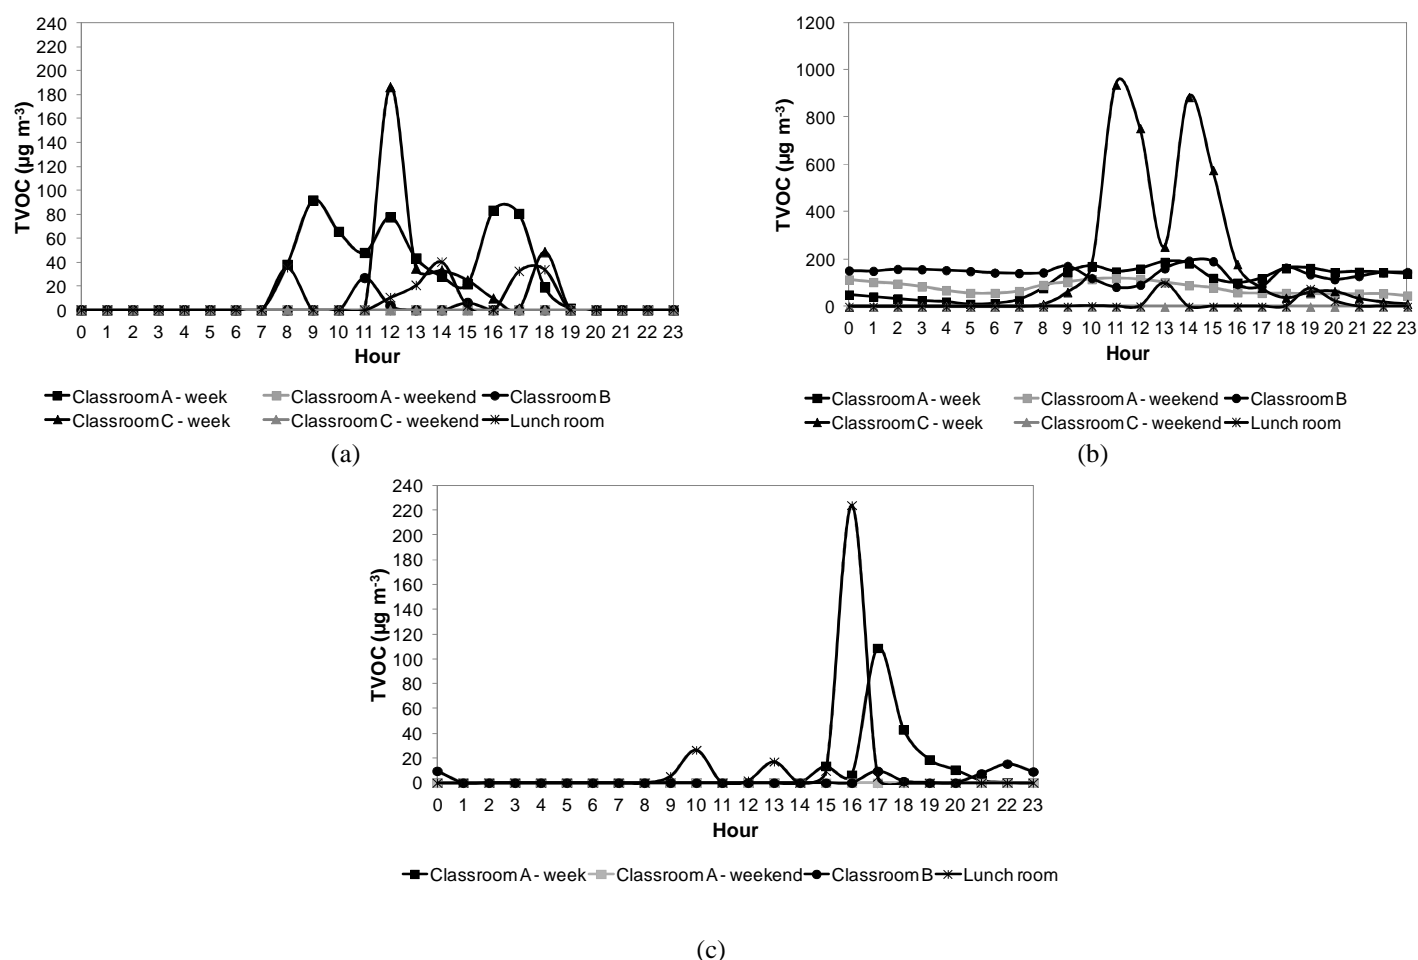 240
220
200
180
160
140
120
100
80
60
40
20
0
TVOC (µg m-3)
0 1 2 3 4 5 6 7 8 9 10 11 12 13 14 15 16 17 18 19 20 21 22 23
Hour
Classroom A - week Classroom A - weekend Classroom B
Classroom C - week Classroom C - weekend Lunch room
(a)
1200
1000
800
600
400
200
0
TVOC (µg m-3)
0 1 2 3 4 5 6 7 8 9 10 11 12 13 14 15 16 17 18 19 20 21 22 23
Hour
Classroom A - week Classroom A - weekend Classroom B
Classroom C - week Classroom C - weekend Lunch room
(b)
240
220
200
180
160
140
120
100
80
60
40
20
0
TVOC (µg m-3)
0 1 2 3 4 5 6 7 8 9 10 11 12 13 14 15 16 17 18 19 20 21 22 23
Hour
Classroom A - week Classroom A - weekend Classroom B Lunch room
(c)